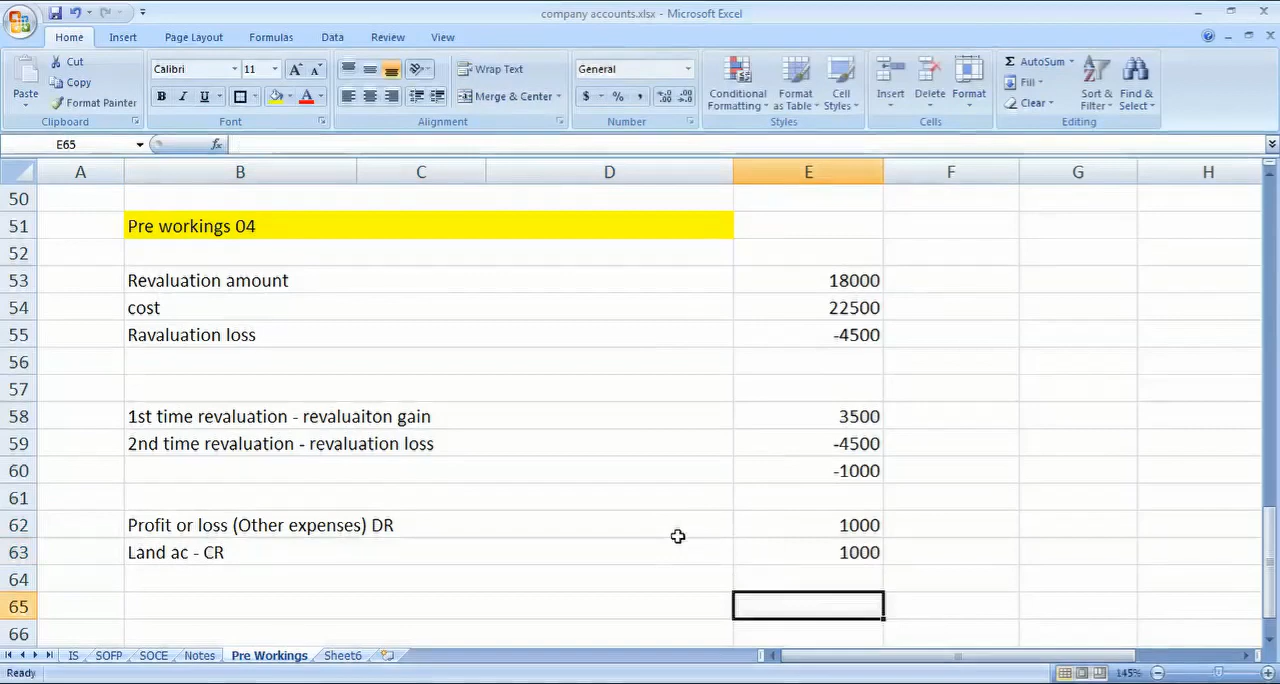 company accounts.xlsx - Microsoft Excel
Home Insert Page Layout Formulas Data Review View
Paste
Cut
Copy
Format Painter
Clipboard
Calibri 11
B I U
Font
Wrap Text
Merge & Center
Alignment
General
$ % ,
Number
Conditional Formatting
Format as Table
Cell Styles
Styles
Insert Delete Format
Cells
AutoSum
Fill
Clear
Sort & Filter
Find & Select
Editing
E65 fx
A B C D E F G H
50
51 Pre workings 04
52
53 Revaluation amount 18000
54 cost 22500
55 Ravaluation loss -4500
56
57
58 1st time revaluation - revaluaiton gain 3500
59 2nd time revaluation - revaluation loss -4500
60 -1000
61
62 Profit or loss (Other expenses) DR 1000
63 Land ac - CR 1000
64
65
66
IS SOFP SOCE Notes Pre Workings Sheet6
Ready 145%